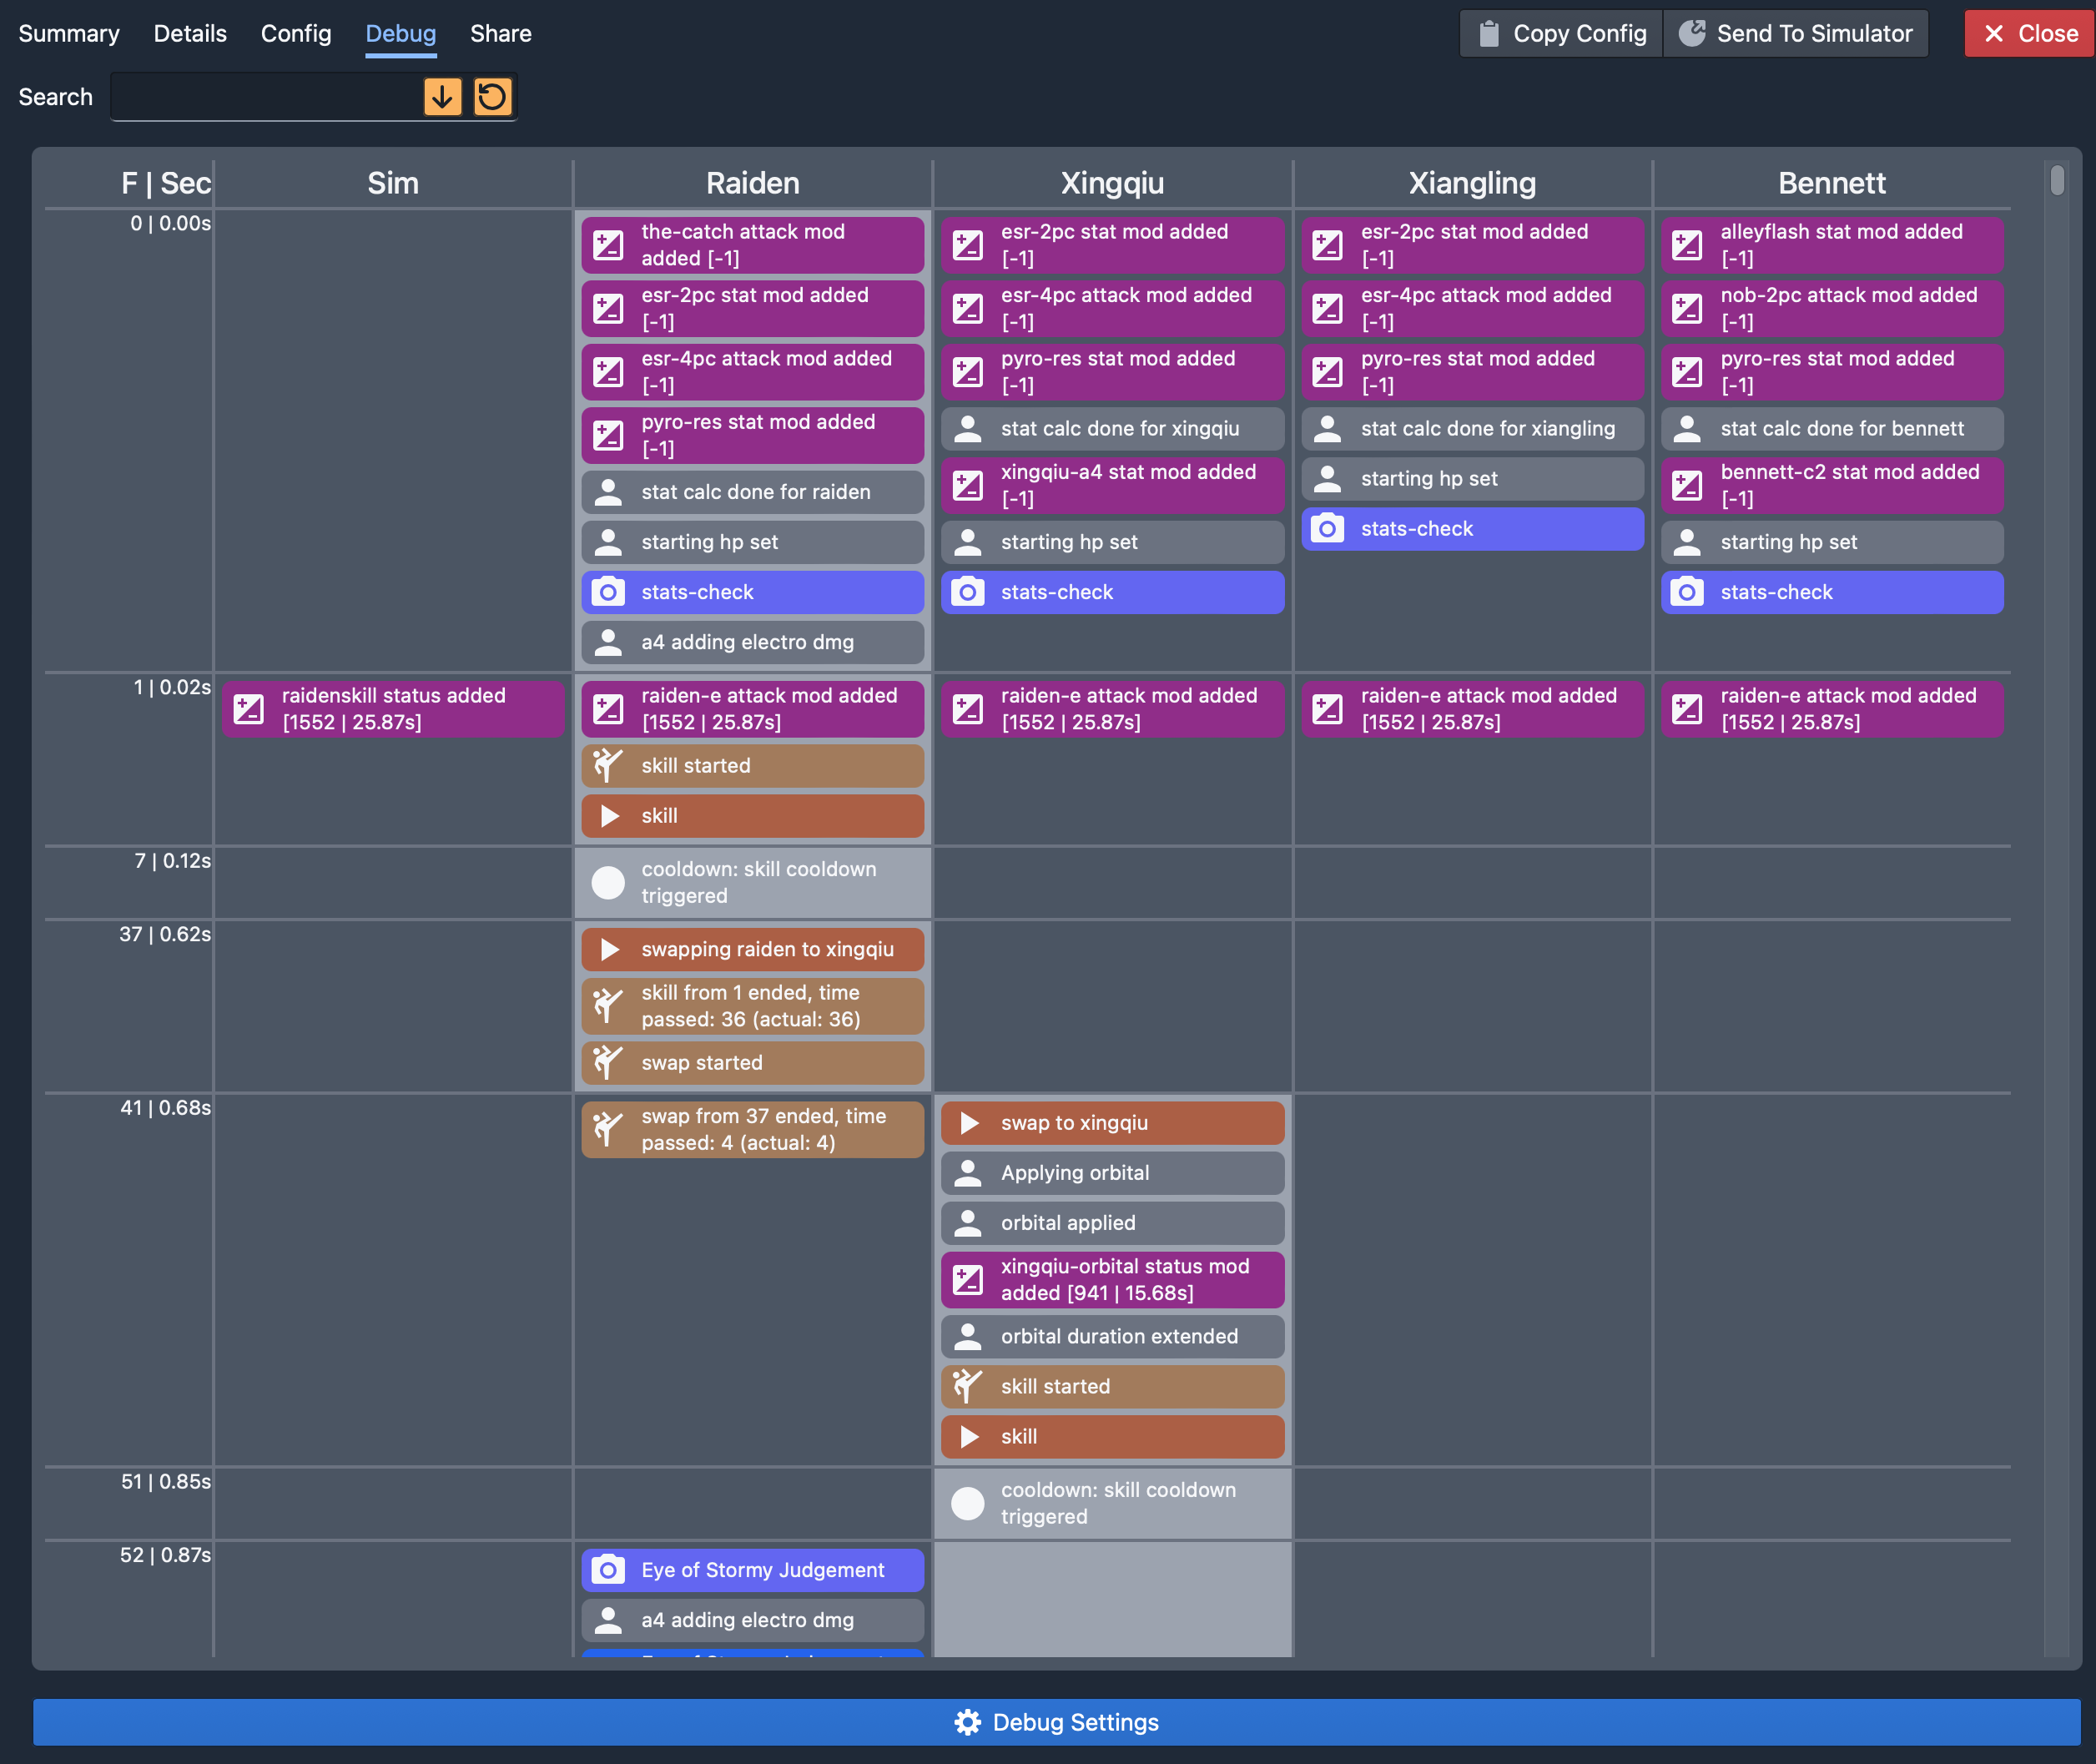 Summary Details Config Debug Share Copy Config Send To Simulator Close
Search
F | Sec Sim Raiden Xingqiu Xiangling Bennett
0 | 0.00s
the-catch attack mod
added [-1]
esr-2pc stat mod added
[-1]
esr-4pc attack mod added
[-1]
pyro-res stat mod added
[-1]
stat calc done for raiden
starting hp set
stats-check
a4 adding electro dmg
esr-2pc stat mod added
[-1]
esr-4pc attack mod added
[-1]
pyro-res stat mod added
[-1]
stat calc done for xingqiu
xingqiu-a4 stat mod added
[-1]
starting hp set
stats-check
esr-2pc stat mod added
[-1]
esr-4pc attack mod added
[-1]
pyro-res stat mod added
[-1]
stat calc done for xiangling
starting hp set
stats-check
alleyflash stat mod added
[-1]
nob-2pc attack mod added
[-1]
pyro-res stat mod added
[-1]
stat calc done for bennett
bennett-c2 stat mod added
[-1]
starting hp set
stats-check
1 | 0.02s
raidenskill status added
[1552 | 25.87s]
raiden-e attack mod added
[1552 | 25.87s]
skill started
skill
raiden-e attack mod added
[1552 | 25.87s]
raiden-e attack mod added
[1552 | 25.87s]
raiden-e attack mod added
[1552 | 25.87s]
7 | 0.12s
cooldown: skill cooldown
triggered
37 | 0.62s
swapping raiden to xingqiu
skill from 1 ended, time
passed: 36 (actual: 36)
swap started
41 | 0.68s
swap from 37 ended, time
passed: 4 (actual: 4)
swap to xingqiu
Applying orbital
orbital applied
xingqiu-orbital status mod
added [941 | 15.68s]
orbital duration extended
skill started
skill
51 | 0.85s
cooldown: skill cooldown
triggered
52 | 0.87s
Eye of Stormy Judgement
a4 adding electro dmg
Debug Settings